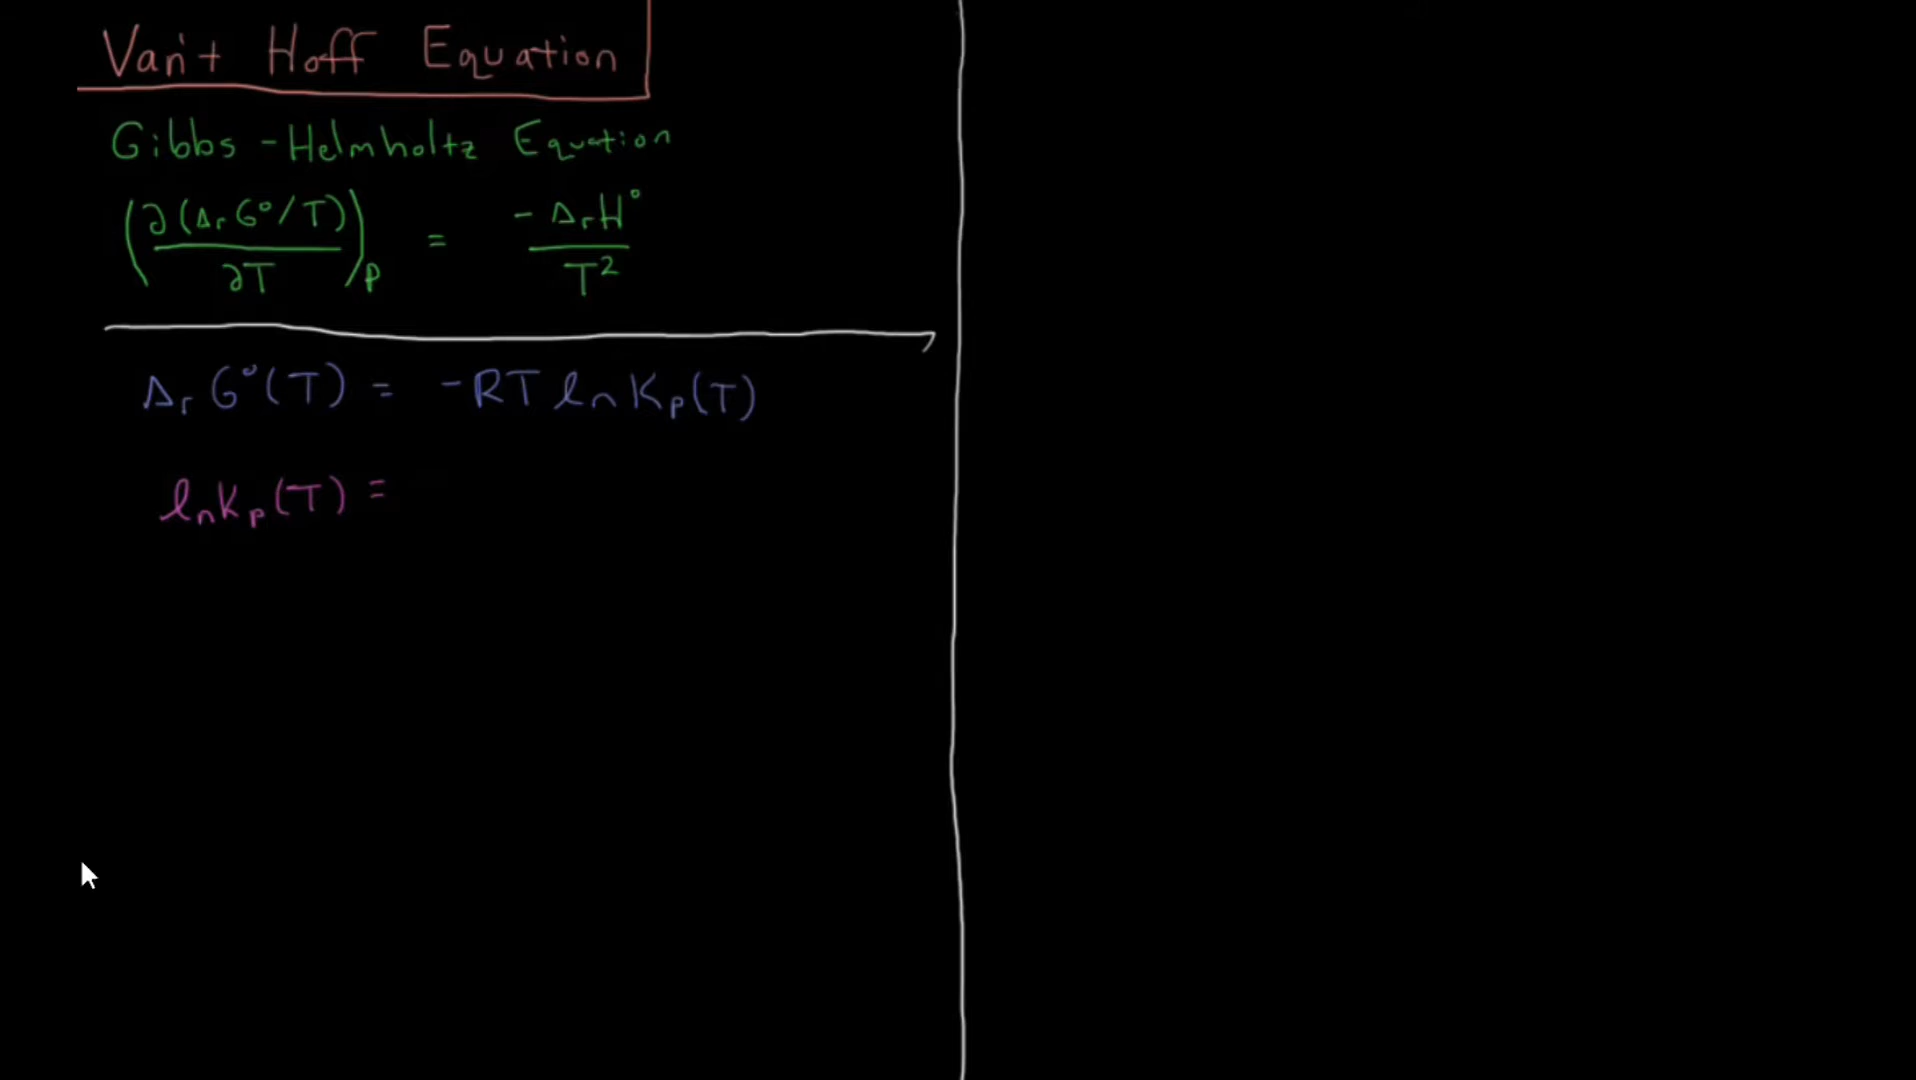 Van't Hoff Equation
Gibbs - Helmholtz Equation
(∂(ΔrG°/T)/∂T)P = -ΔrH°/T²
ΔrG°(T) = -RT ln Kp(T)
ln Kp(T) =